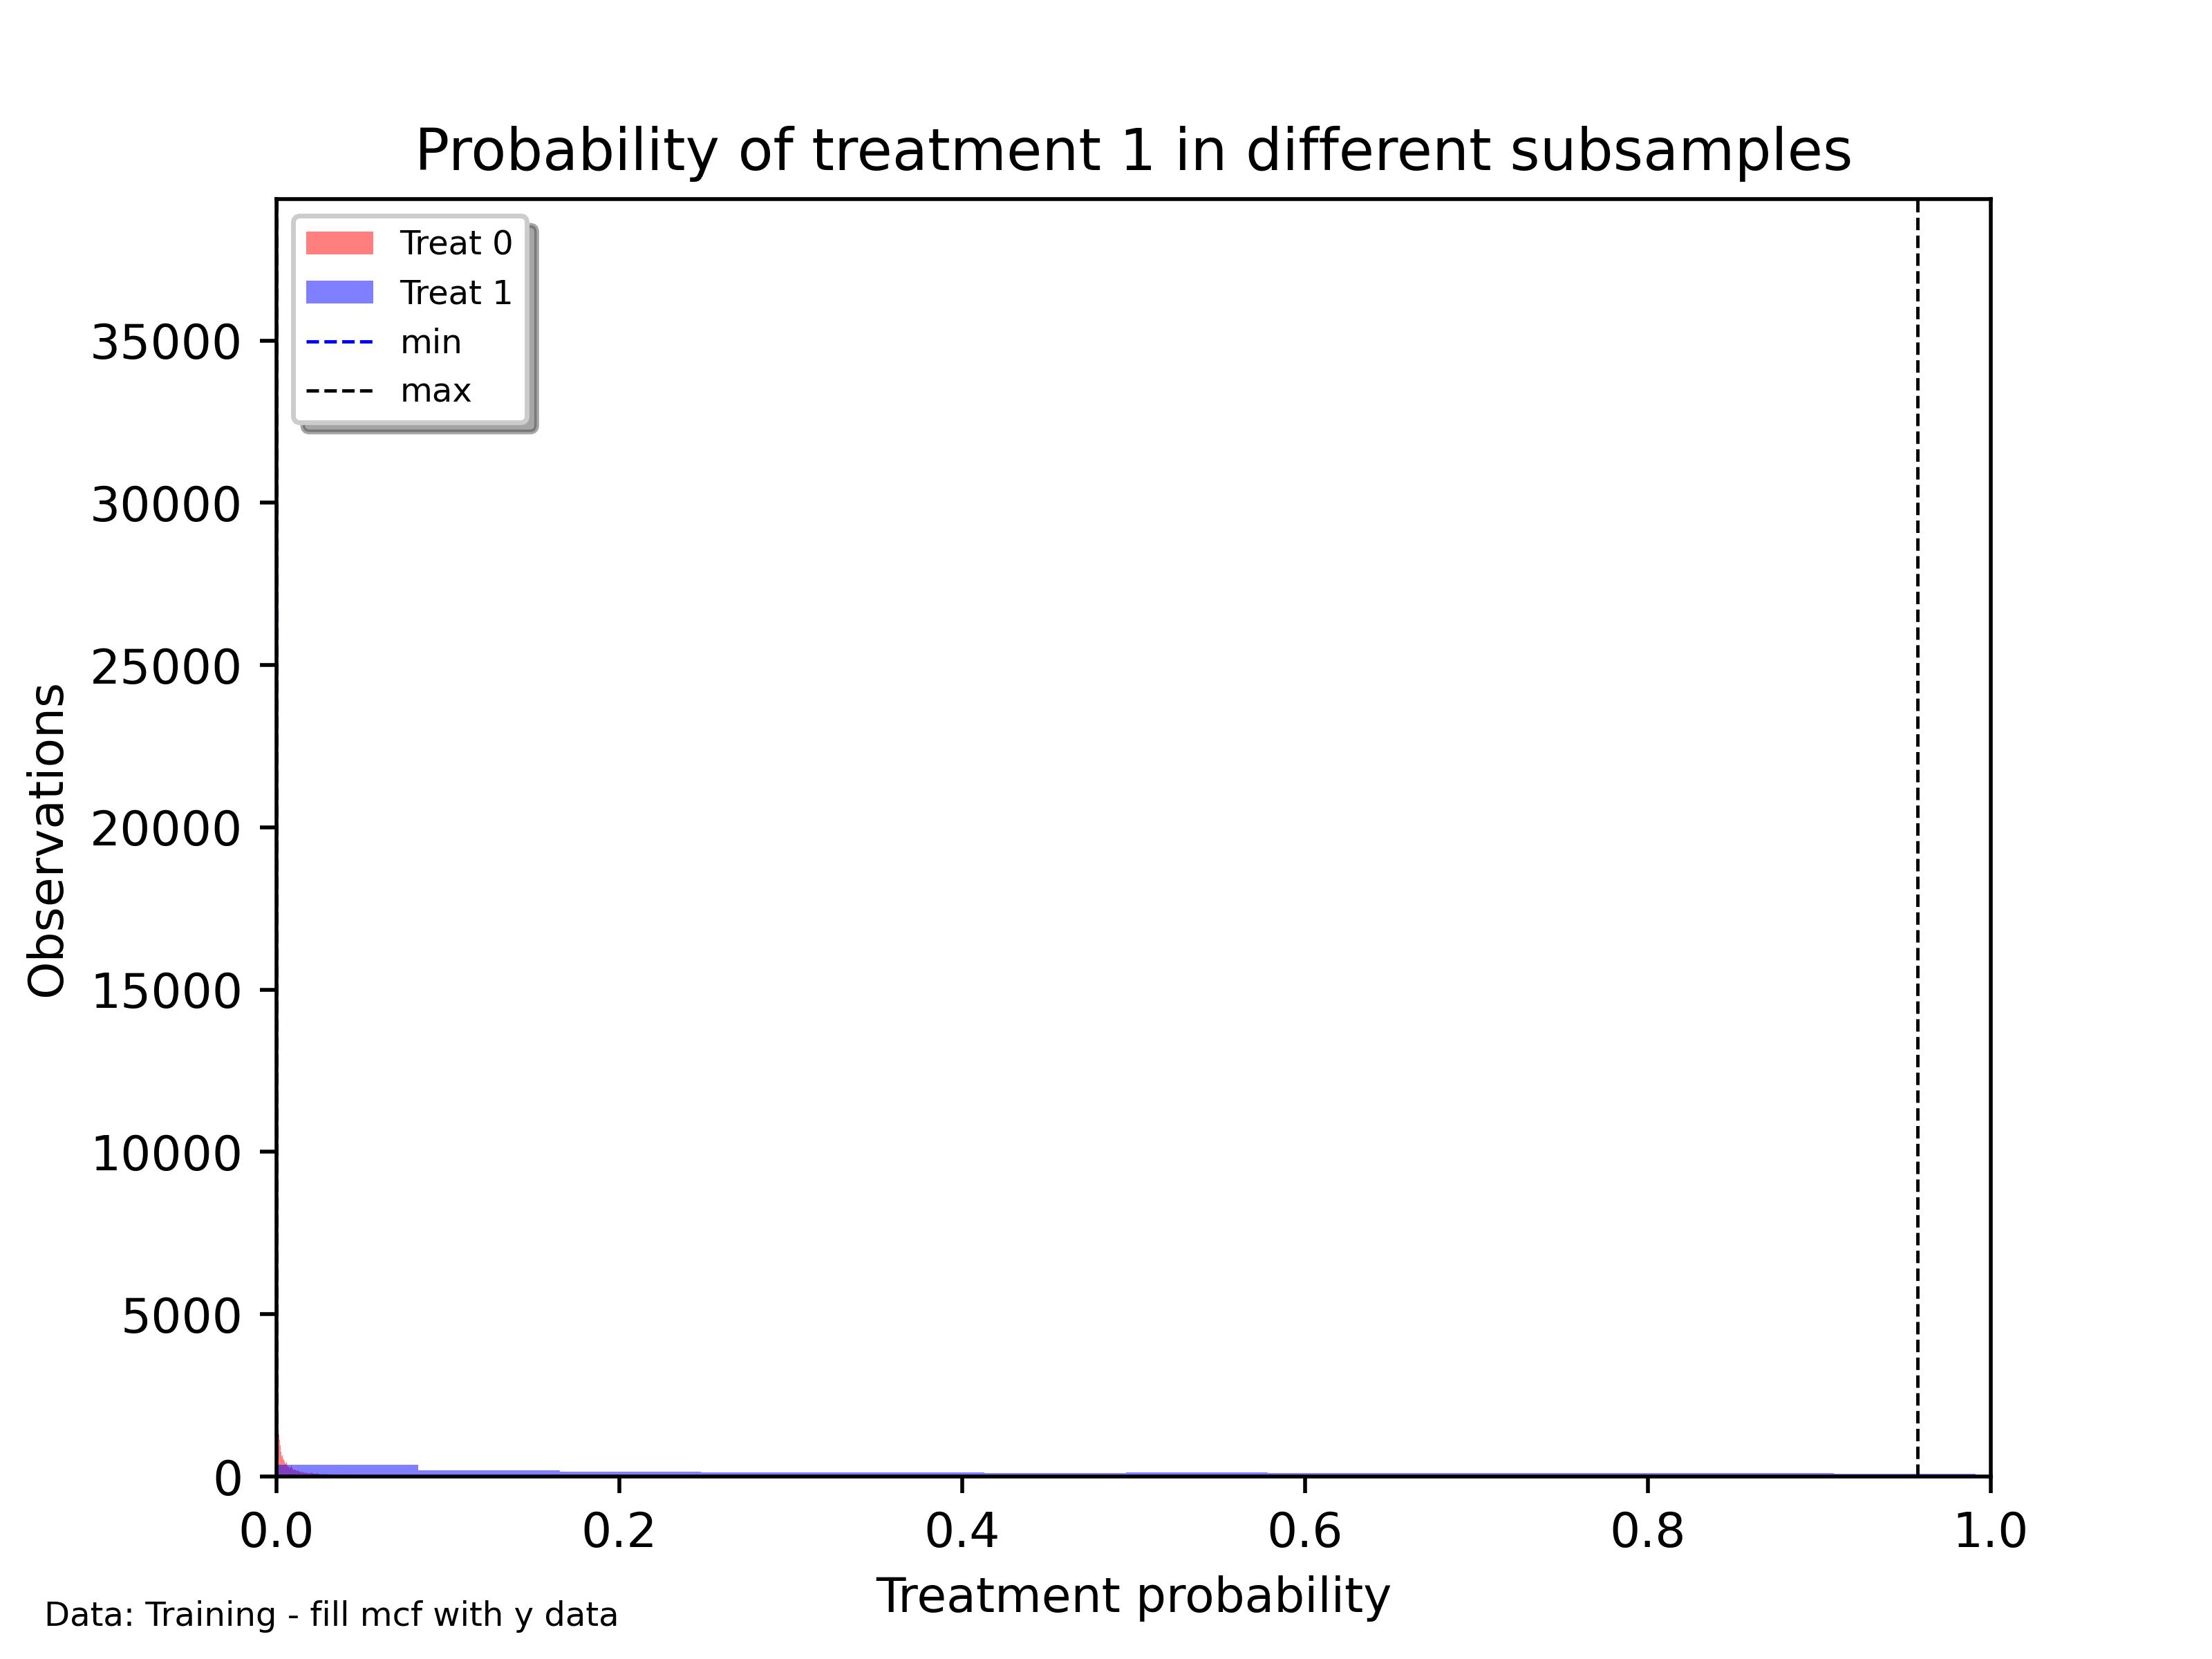 Probability of treatment 1 in different subsamples
Treat 0
Treat 1
min
max
Observations
35000
30000
25000
20000
15000
10000
5000
0
0.0 0.2 0.4 0.6 0.8 1.0
Treatment probability
Data: Training - fill mcf with y data